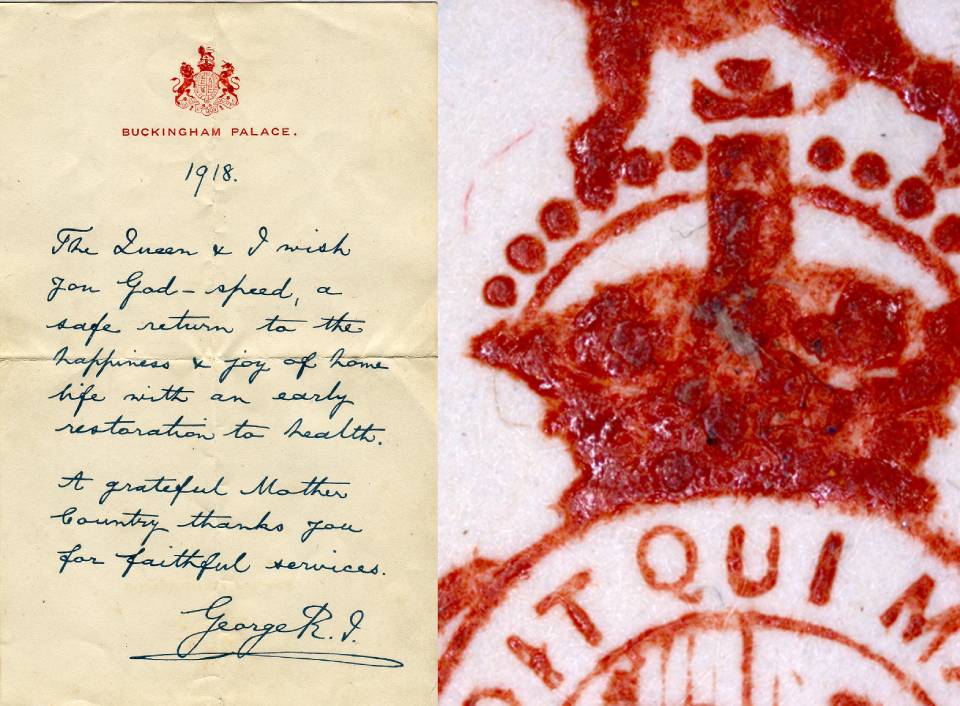 BUCKINGHAM PALACE.
1918.
The Queen & I wish
you God-speed, a
safe return to the
happiness & joy of home
life with an early
restoration to health.
A grateful Mother
Country thanks you
for faithful services.
George R. I.
OIT QUI M